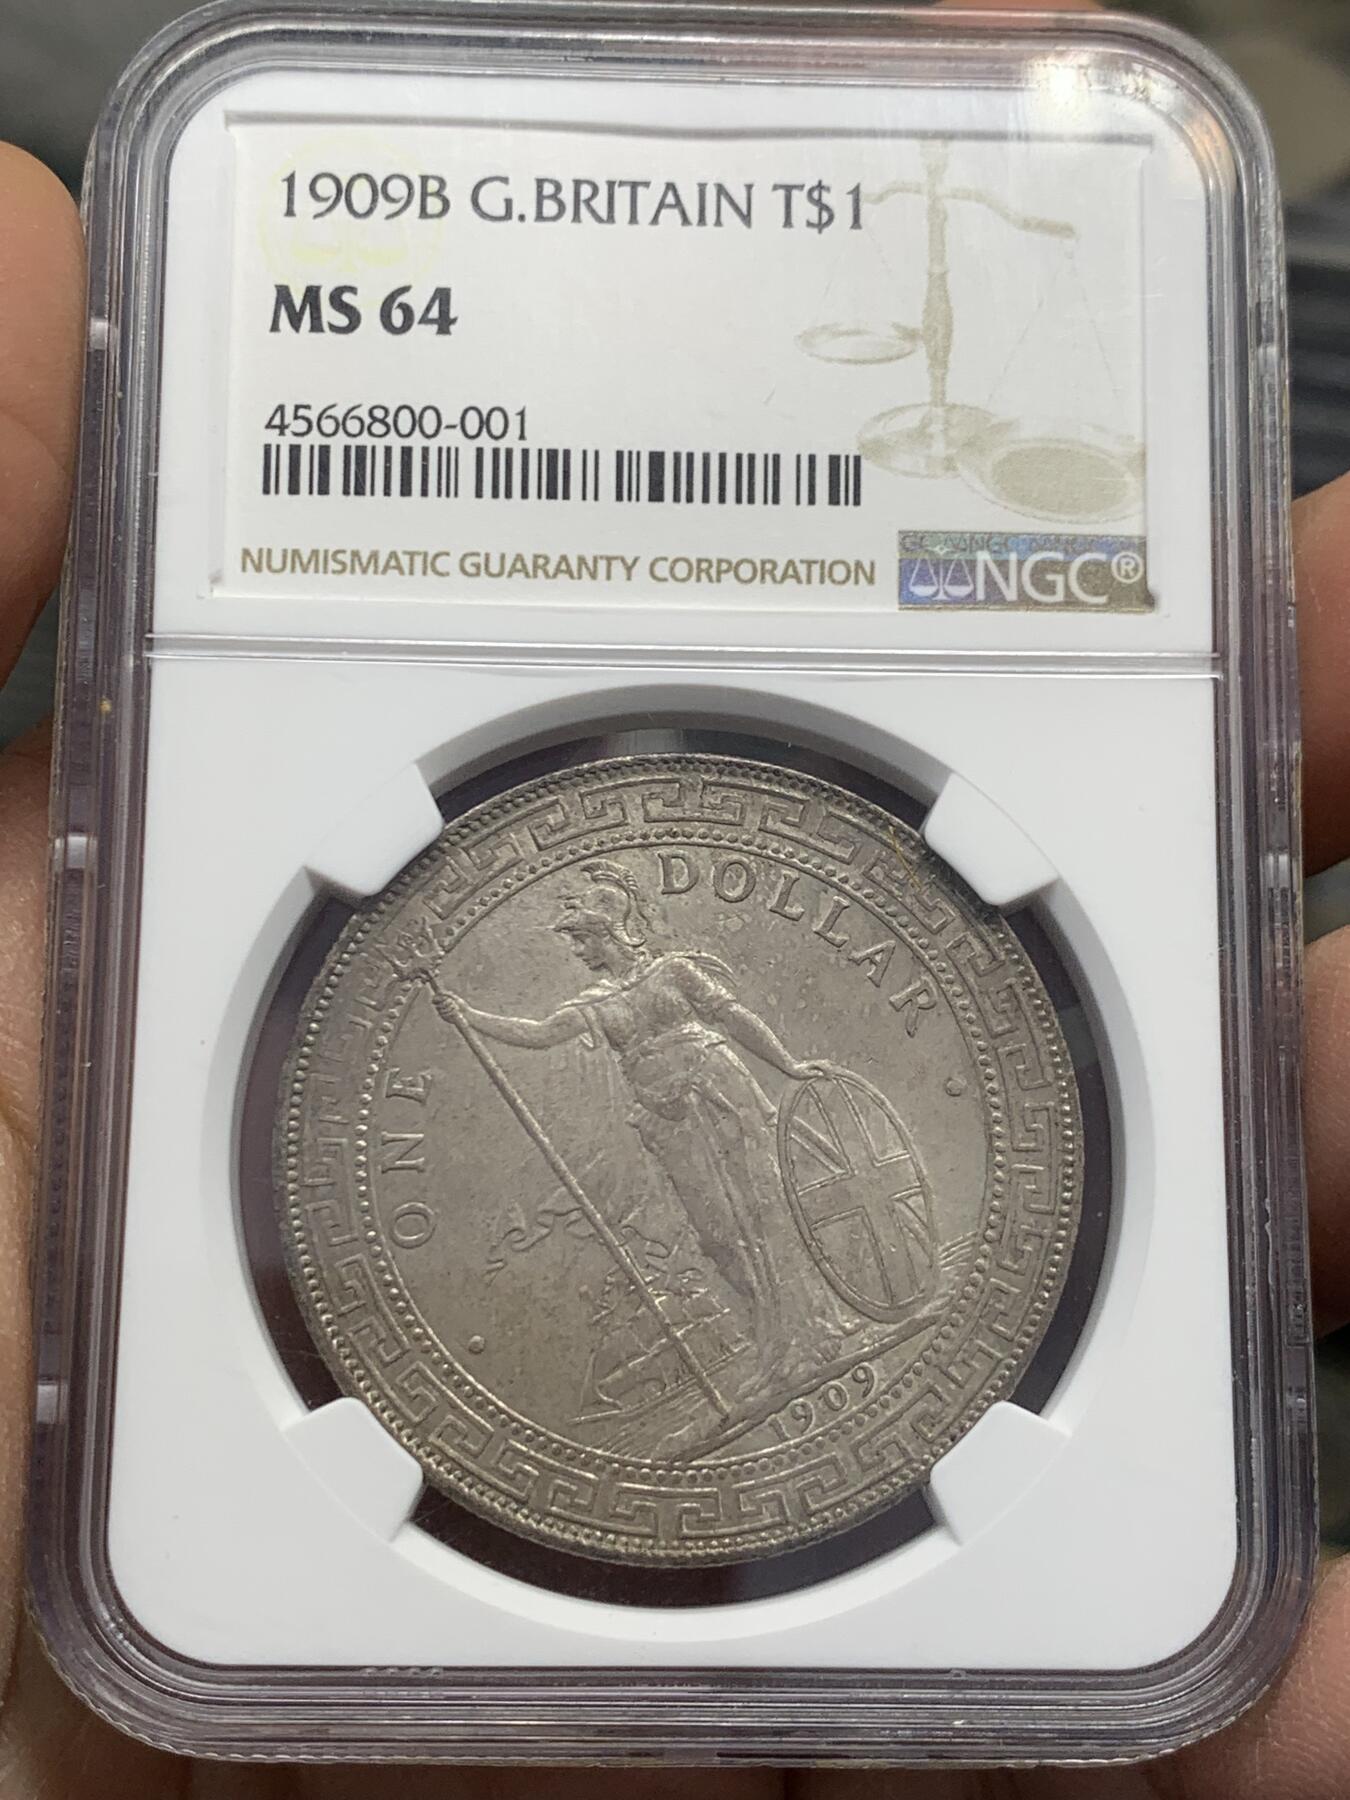 1909B G.BRITAIN T$1
MS 64
4566800-001
NUMISMATIC GUARANTY CORPORATION
NGC®
ONE DOLLAR
1909